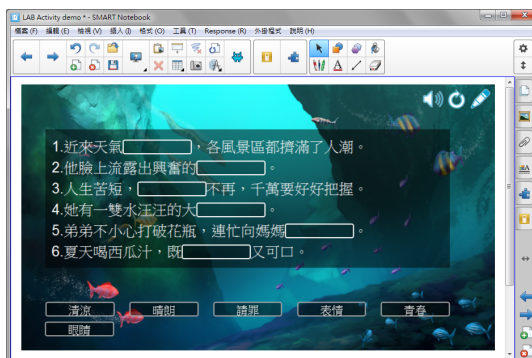 LAB Activity demo * - SMART Notebook
檔案(F) 編輯(E) 檢視(V) 插入(I) 格式(O) 工具(T) Response (R) 外掛程式 說明(H)
1.近來天氣 ，各風景區都擠滿了人潮。
2.他臉上流露出興奮的 。
3.人生苦短， 不再，千萬要好好把握。
4.她有一雙水汪汪的大 。
5.弟弟不小心打破花瓶，連忙向媽媽 。
6.夏天喝西瓜汁，既 又可口。
清涼 晴朗 請罪 表情 青春
眼睛